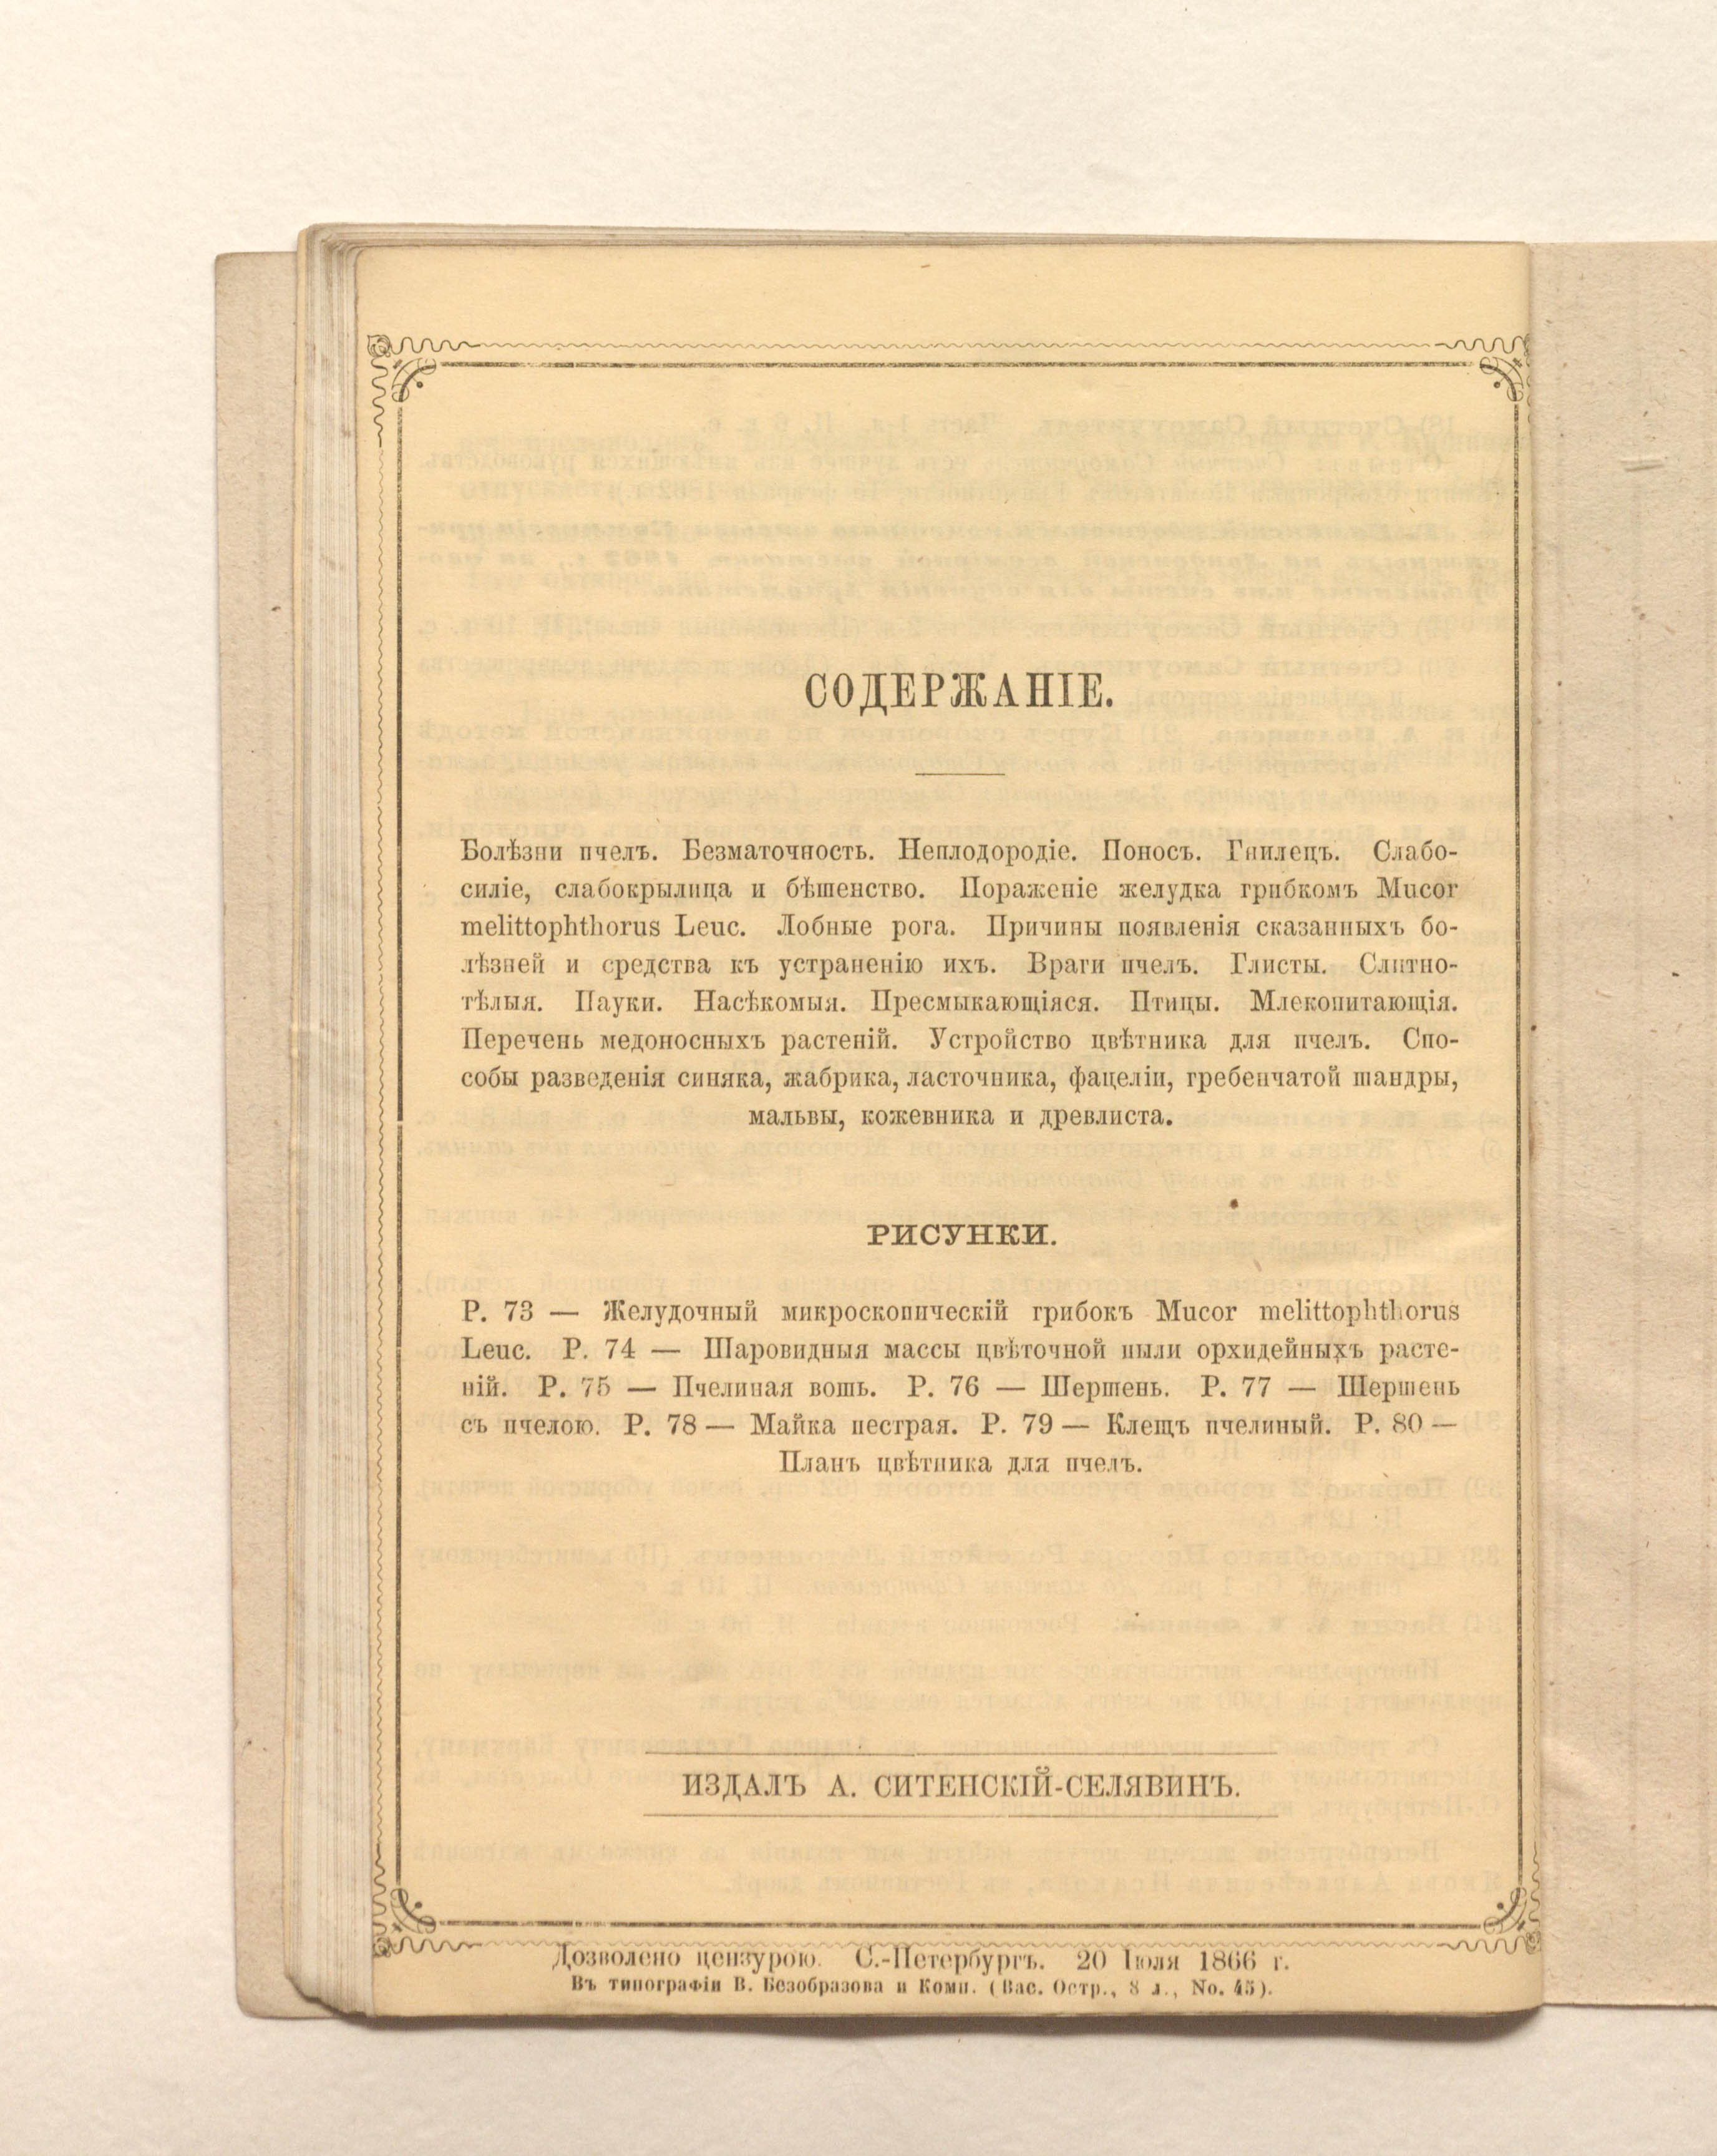 СОДЕРЖАНІЕ.
Болѣзни пчелъ. Безматочность. Неплодородіе. Поносъ. Гнилецъ. Слабо-
силіе, слабокрылица и бѣшенство. Пораженіе желудка грибкомъ Mucor
melittophthorus Leuc. Лобные рога. Причины появленія сказанныхъ бо-
лѣзней и средства къ устраненію ихъ. Враги пчелъ. Глисты. Слитно-
тѣлыя. Пауки. Насѣкомыя. Пресмыкающіяся. Птицы. Млекопитающія.
Перечень медоносныхъ растеній. Устройство цвѣтника для пчелъ. Спо-
собы разведенія синяка, жабрика, ласточника, фацеліи, гребенчатой шандры,
мальвы, кожевника и древлиста.
РИСУНКИ.
Р. 73 — Желудочный микроскопическій грибокъ Mucor melittophthorus
Leuc. Р. 74 — Шаровидныя массы цвѣточной пыли орхидейныхъ расте-
ній. Р. 75 — Пчелиная вошь. Р. 76 — Шершень. Р. 77 — Шершень
съ пчелою. Р. 78 — Майка пестрая. Р. 79 — Клещъ пчелиный. Р. 80 —
Планъ цвѣтника для пчелъ.
ИЗДАЛЪ А. СИТЕНСКІЙ-СЕЛЯВИНЪ.
Дозволено цензурою. С.-Петербургъ. 20 Іюля 1866 г.
Въ типографіи В. Безобразова и Комп. (Вас. Остр., 8 л., No. 45).